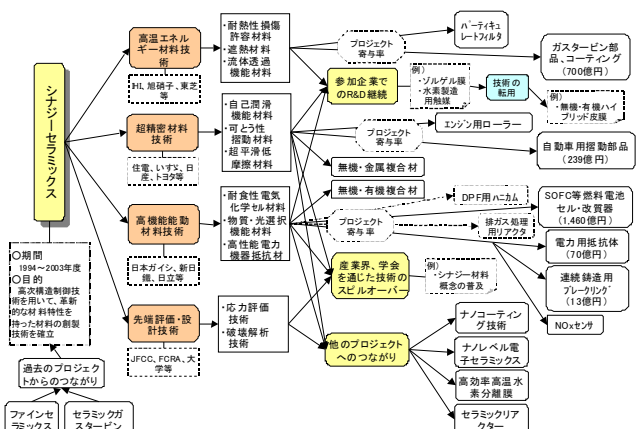 シナジーセラミックス
〇期間
1994～2003年度
〇目的
高次構造制御技
術を用いて、革新
的な材料特性を
持った材料の創製
技術を確立
過去のプロジェク
トからのつながり
ファインセ
ラミックス
セラミックガ
スタービン
高温エネル
ギー材料技
術
IHI、旭硝子、東芝
等
超精密材料技
術
住電、いすゞ、日
産、トヨタ等
高機能能動
材料技術
日本ガイシ、新日
鐵、日立等
先端評価・設
計技術
JFCC, FCRA、大
学等
・耐熱性損傷
許容材料
・遮熱材料
・流体透過
機能材料
・自己潤滑
機能材料
・可とう性
摺動材料
・超平滑低
摩擦材料
・耐食性電気
化学セル材料
・物質・光選択
機能材料
・高性能電力
機器抵抗材
・応力評価
技術
・破壊解析
技術
プロジェクト
寄与率
参加企業で
のR&D継続
例）
・ゾルゲル膜
・水素製造
用触媒
技術の
転用
例）
・無機・有機ハイ
ブリッド皮膜
パーティキュ
レートフィルタ
ガスタービン部
品、コーティング
（700億円）
プロジェクト
寄与率
エンジン用ローラー
自動車用摺動部品
（239億円）
無機・金属複合材
無機・有機複合材
プロジェクト
寄与率
DPF用ハニカム
排ガス処理
用リアクタ
SOFC等燃料電池
セル・改質器
（1,460億円）
電力用抵抗体
（70億円）
連続鋳造用
ブレークリング
（13億円）
NOxセンサ
産業界、学会
を通じた技術の
スピルオーバー
例）
・シナジー材料
概念の普及
他のプロジェクト
へのつながり
ナノコーティン
グ技術
ナノレベル電
子セラミックス
高効率高温水
素分離膜
セラミックリア
クター